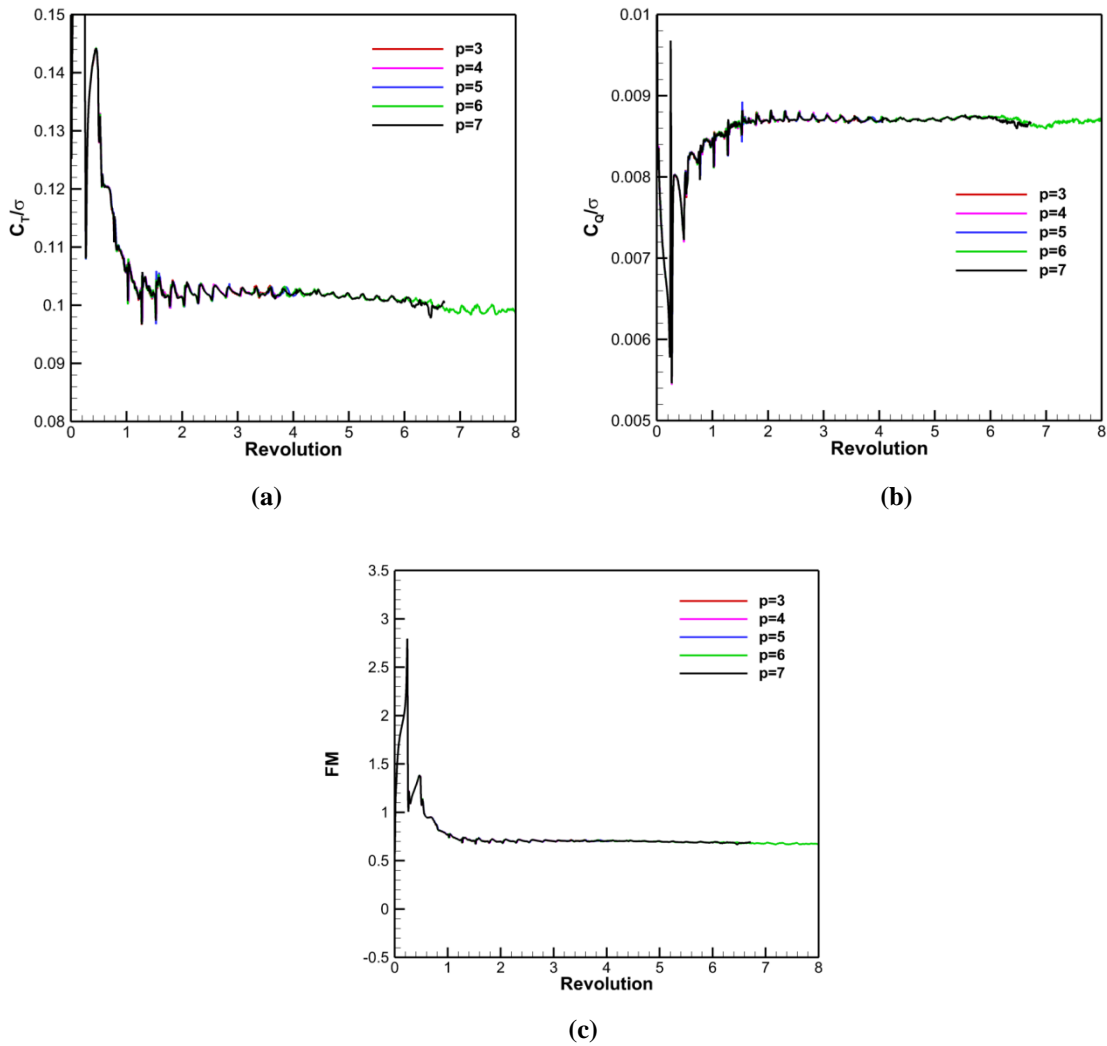 0.15
0.14
0.13
0.12
0.11
0.1
0.09
0.08
C_T/σ
p=3
p=4
p=5
p=6
p=7
0 1 2 3 4 5 6 7 8
Revolution
(a)
0.01
0.009
0.008
0.007
0.006
0.005
C_Q/σ
p=3
p=4
p=5
p=6
p=7
0 1 2 3 4 5 6 7 8
Revolution
(b)
3.5
3
2.5
2
1.5
1
0.5
0
-0.5
FM
p=3
p=4
p=5
p=6
p=7
0 1 2 3 4 5 6 7 8
Revolution
(c)